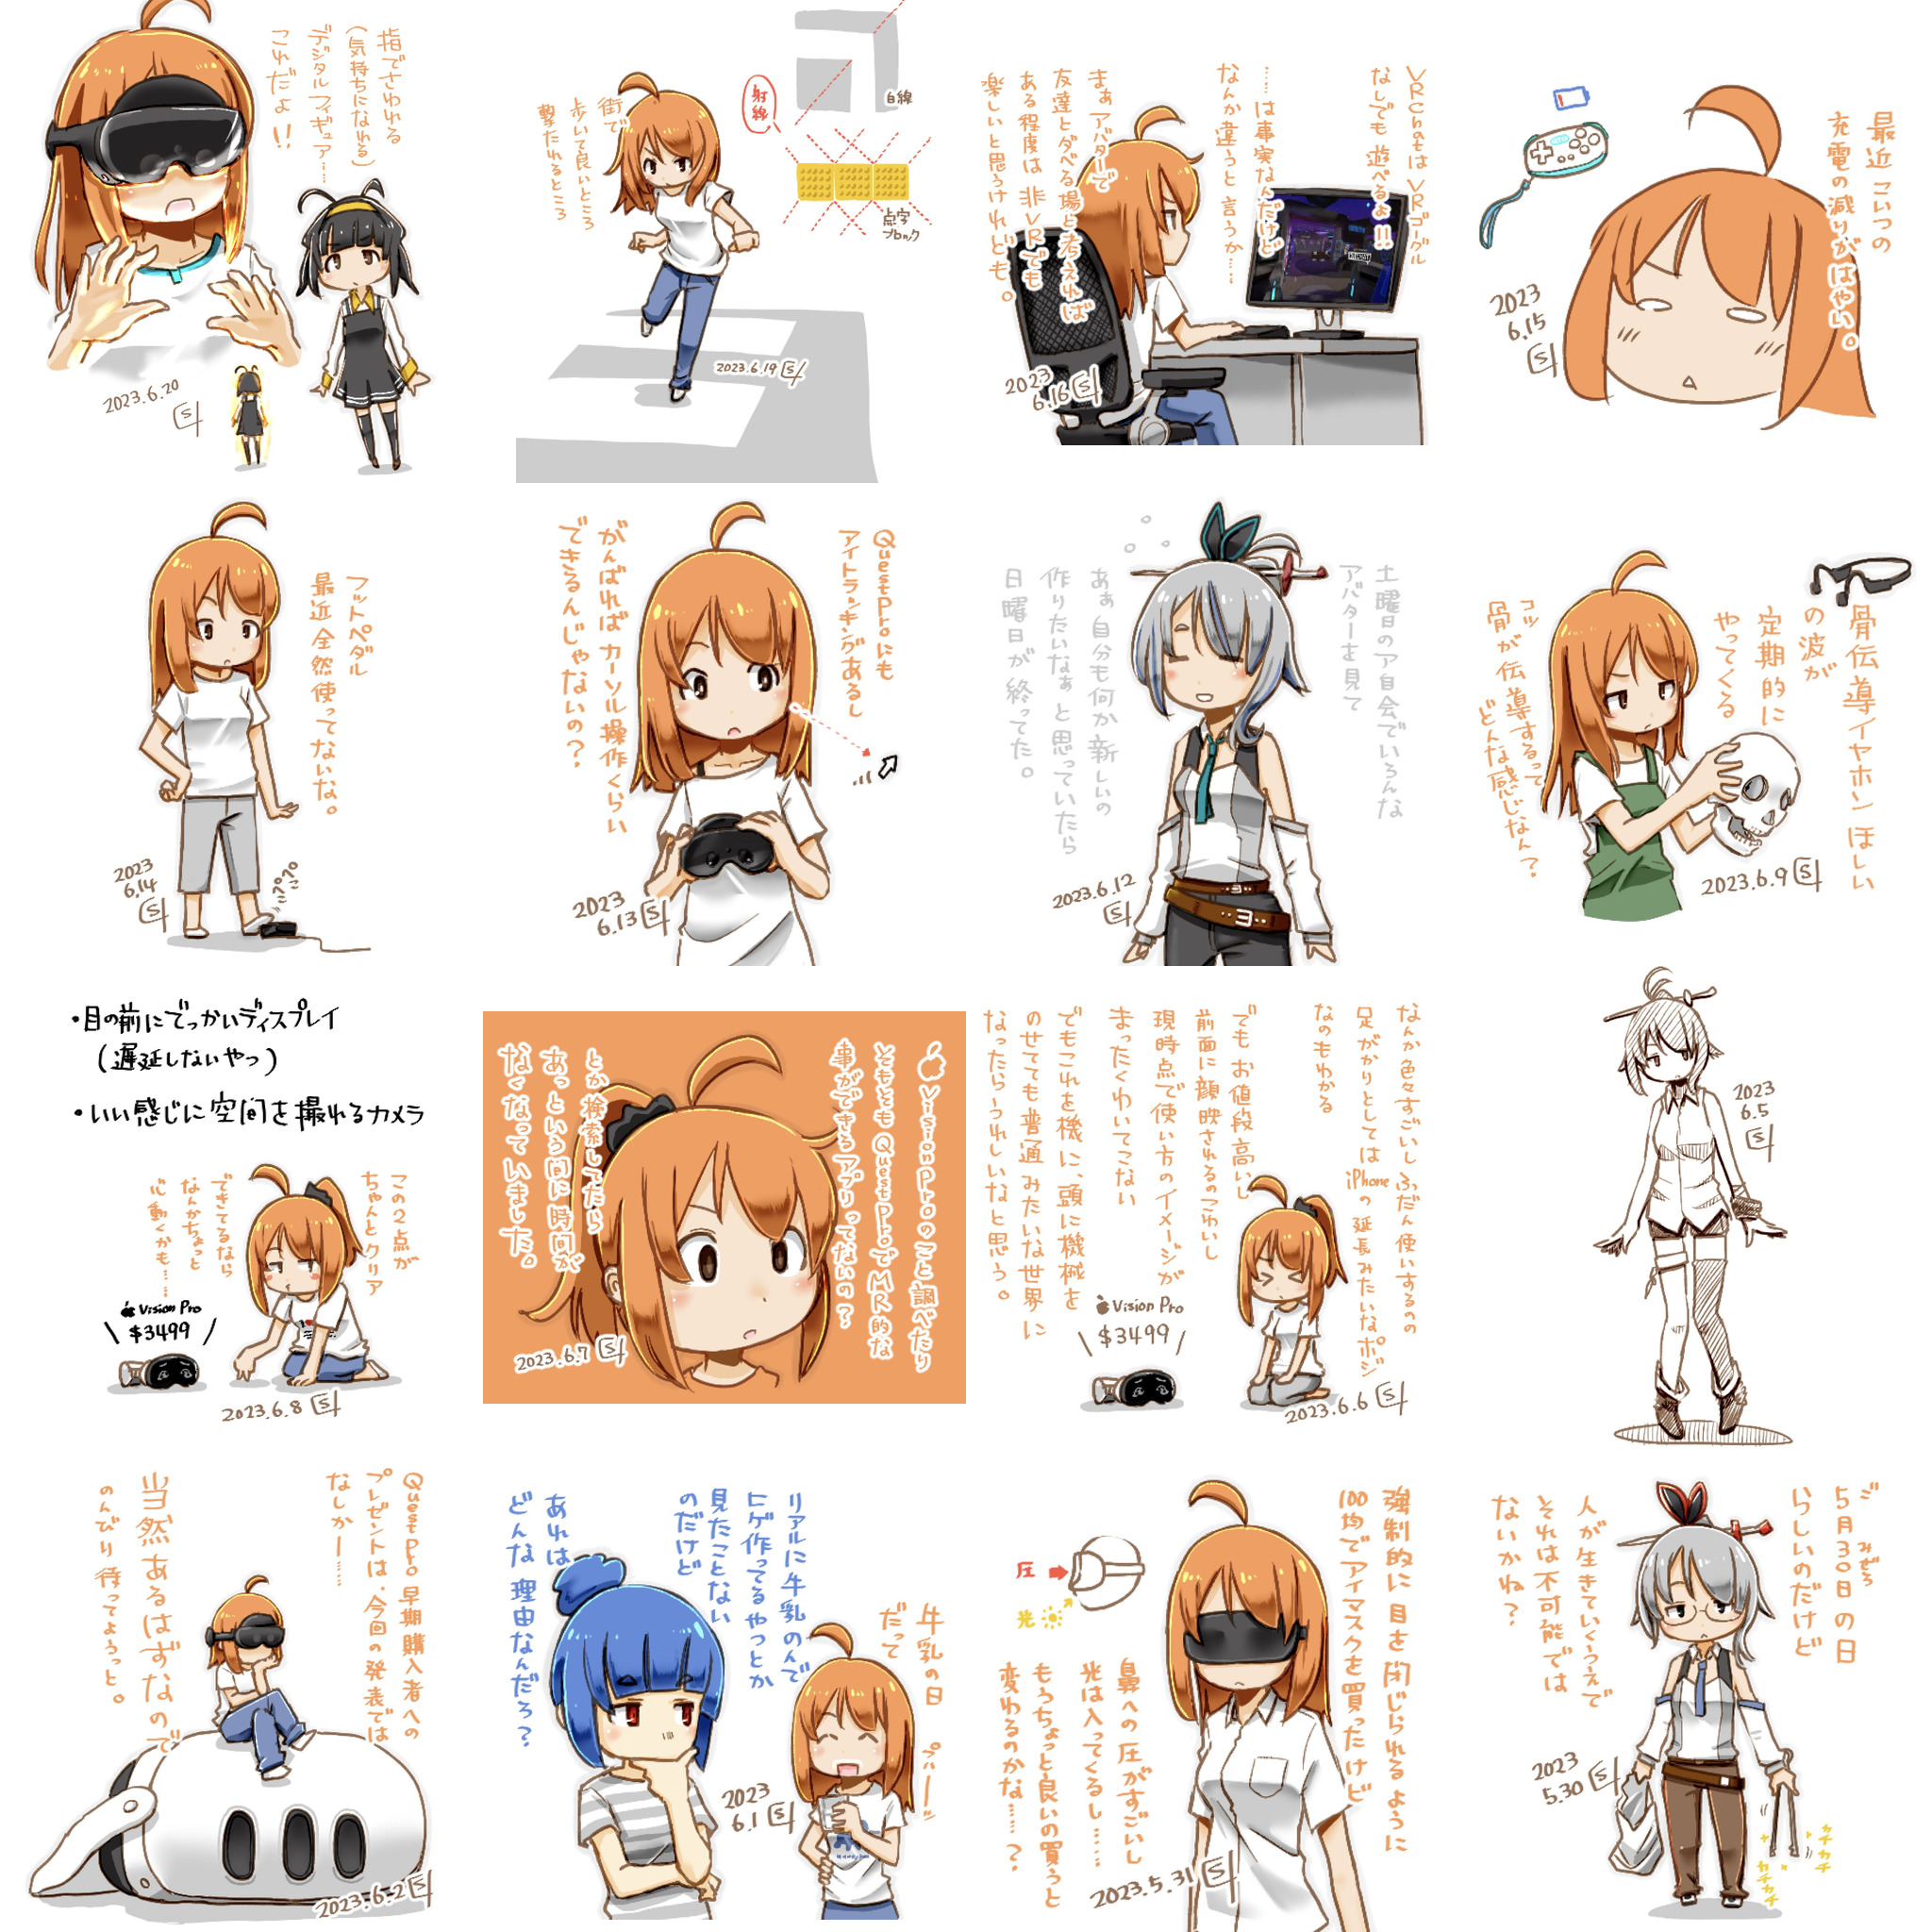 指でさわれる
(気持ちになれる)
デジタルフィギュア…
これだよ!!
2023.6.20
S
白線
射線
点字
ブロック
街で
歩いて良いところ
撃たれるところ
2023.6.19
S
VRChatはVRゴーグル
なしでも遊べるよ!!
……は事実なんだけど
なんか違うと言うか……
まぁアバターで
友達とダベる場と考えれば
ある程度は非VRでも
楽しいと思うけれども。
2023
6.16
S
最近こいつの
充電の減りがはやい。
2023
6.15
S
フットペダル
最近全然使ってないな。
2023
6.14
S
QuestProにも
アイトラッキングあるし
がんばればカーソル操作くらい
できるんじゃないの?
2023
6.13
S
土曜日のア自会でいろんな
アバターを見て
あぁ自分も何か新しいの
作りたいなぁと思っていたら
日曜日が終ってた。
2023.6.12
S
骨伝導イヤホンほしい
の波が
定期的に
やってくる
コツ
骨が伝導するって
どんな感じなん?
2023.6.9
S
・目の前にでっかいディスプレイ
(遅延しないやつ)
・いい感じに空間を撮れるカメラ
この2点が
ちゃんとクリア
できてるなら
なんかちょっと
心動くかも……
Vision Pro
$3499
2023.6.8
S
VisionProのこと調べたり
そもそもQuestProでMR的な
事ができるアプリってないの?
とか検索してたら
あっという間に時間が
なくなっていました。
2023.6.7
S
なんか色々すごいしふだん使いするのの
足がかりとしてはiPhoneの延長みたいなポジ
なのもわかる
でもお値段高いし
前面に顔映されるのこわいし
現時点で使い方のイメージが
まったくわいてこない
でもこれを機に、頭に機械を
のせてても普通みたいな世界に
なったらうれしいなと思う。
Vision Pro
$3499
2023.6.6
S
2023
6.5
S
QuestPro早期購入者への
プレゼントは、今回の発表では
なしかー……
当然あるはずなので
のんびり待ってようっと。
2023.6.2
S
牛乳の日
だって
プハーーッ
リアルに牛乳のんで
ヒゲ作ってるやつとか
見たことない
のだけど
あれは
どんな理由なんだろ?
2023
6.1
S
強制的に目を閉じられるように
100均でアイマスクを買ったけど
圧
光
鼻への圧がすごいし
光は入ってくるし……
もうちょっと良いの買うと
変わるのかな……?
2023.5.31
S
ゴ みぜろ
5月30日の日
らしいのだけど
人が生きていくうえで
それは不可能では
ないかね?
2023
5.30
S
カチカチ
カチカチ